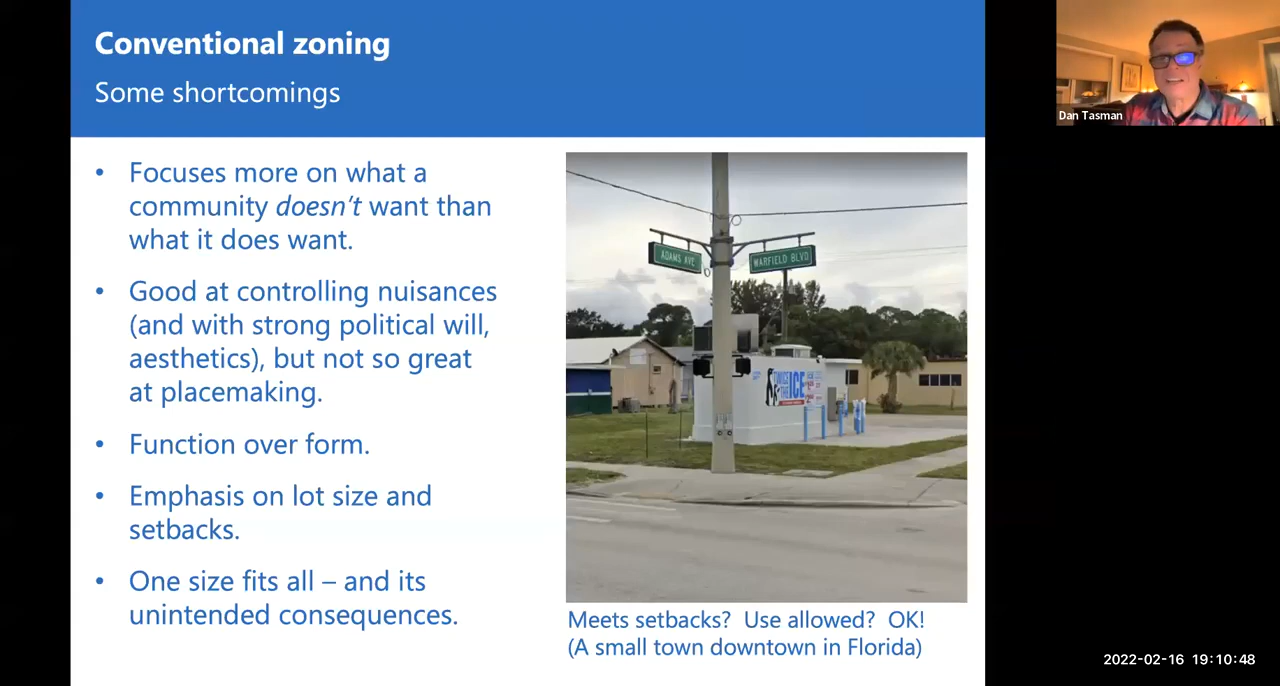 Conventional zoning
Some shortcomings
• Focuses more on what a
community doesn't want than
what it does want.
• Good at controlling nuisances
(and with strong political will,
aesthetics), but not so great
at placemaking.
• Function over form.
• Emphasis on lot size and
setbacks.
• One size fits all – and its
unintended consequences.
ADAMS AVE
WARFIELD BLVD
TWICE
THE ICE
Meets setbacks? Use allowed? OK!
(A small town downtown in Florida)
Dan Tasman
2022-02-16 19:10:48